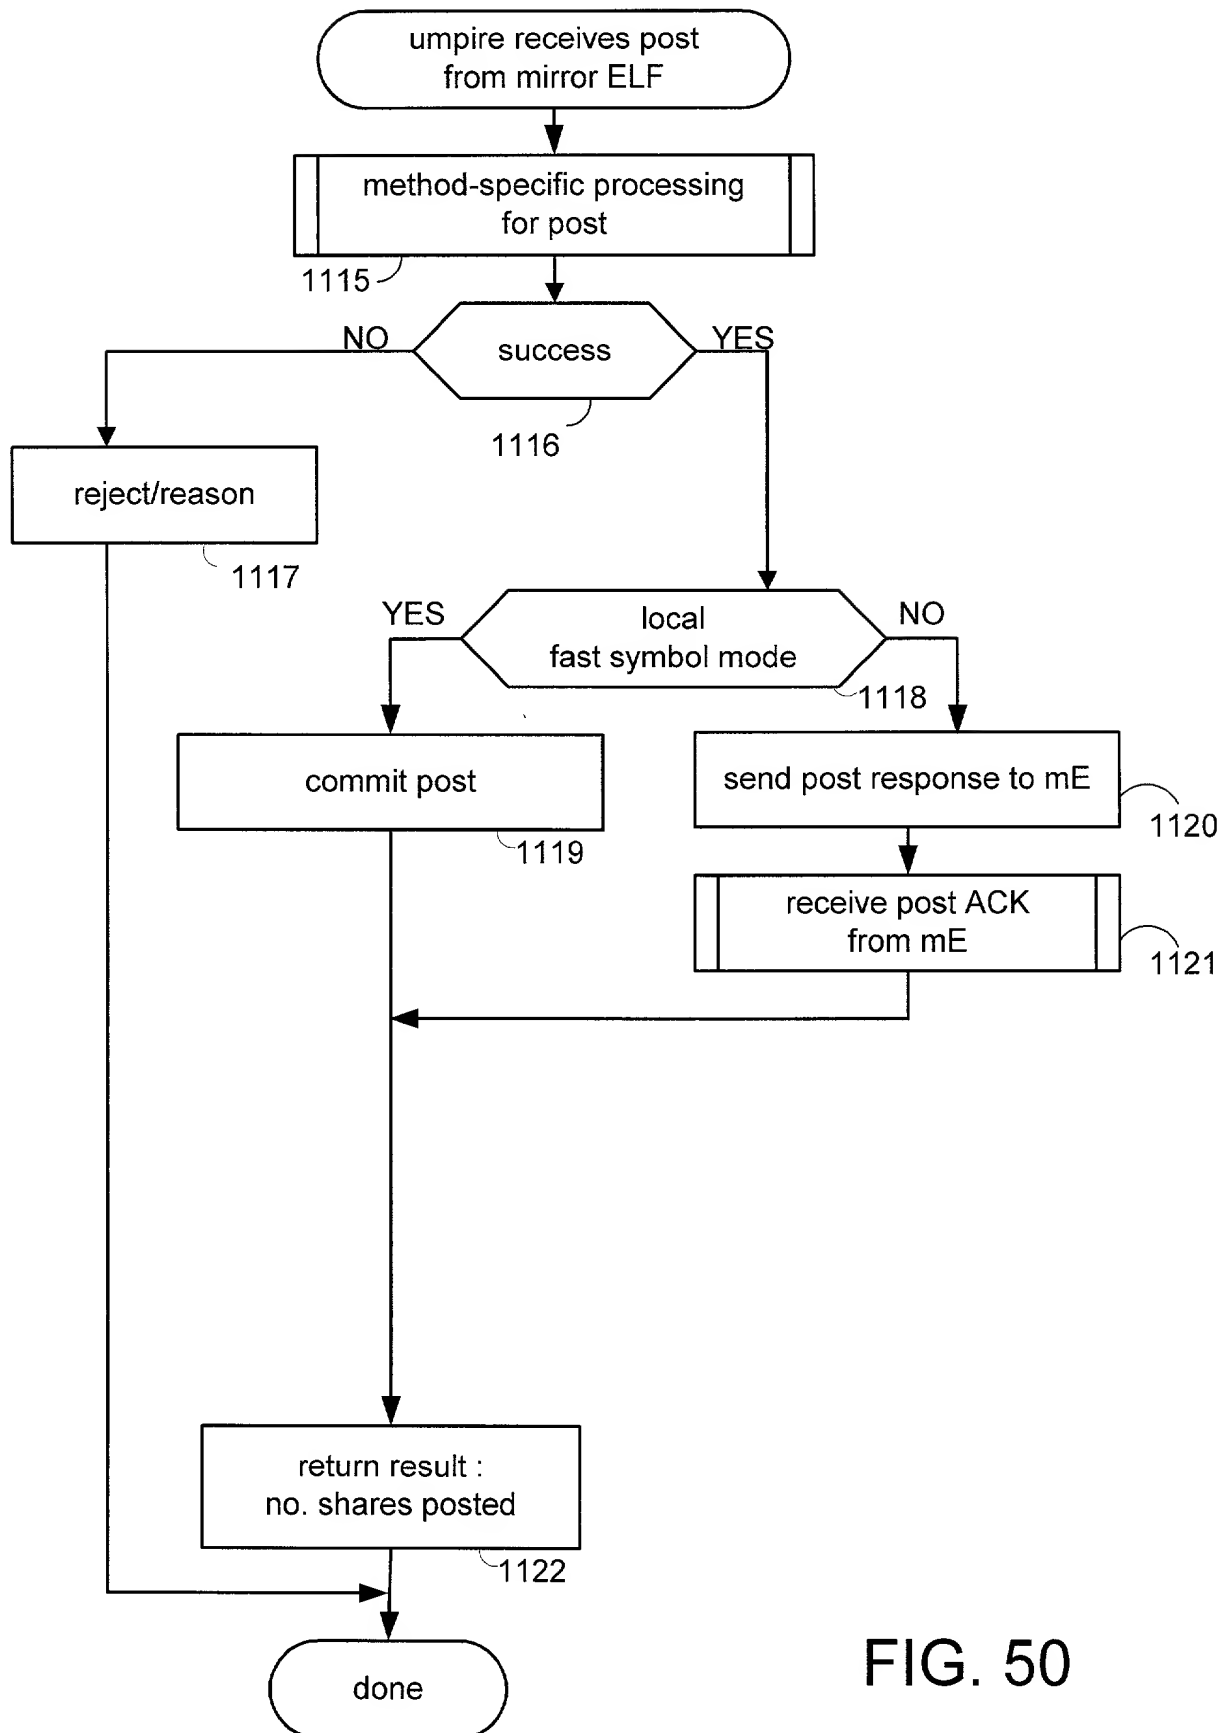 umpire receives post
from mirror ELF
method-specific processing
for post
1115
NO
success
YES
1116
reject/reason
1117
YES
local
fast symbol mode
NO
1118
commit post
1119
send post response to mE
1120
receive post ACK
from mE
1121
return result :
no. shares posted
1122
done
FIG. 50